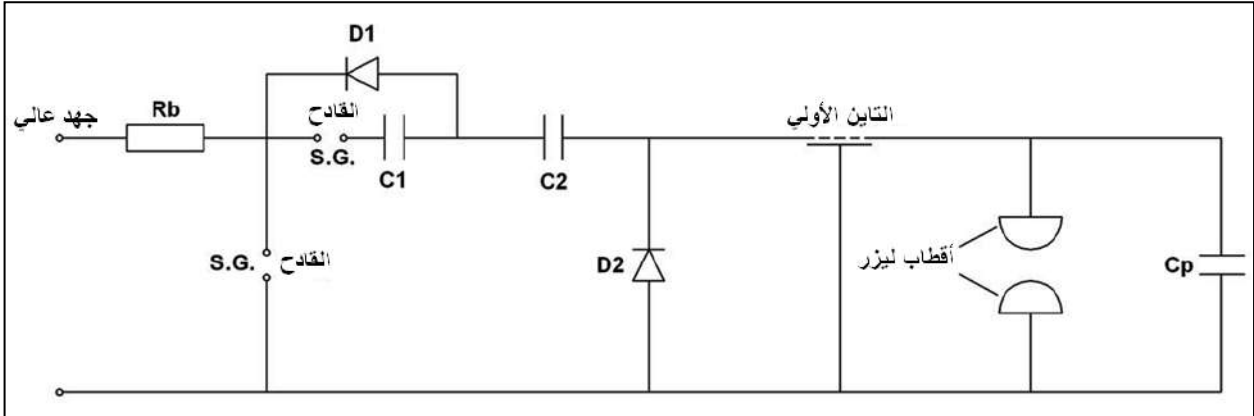 D1
جهد عالي
Rb
القادح
S.G.
C1
C2
التاين الأولي
S.G.
القادح
D2
أقطاب ليزر
Cp